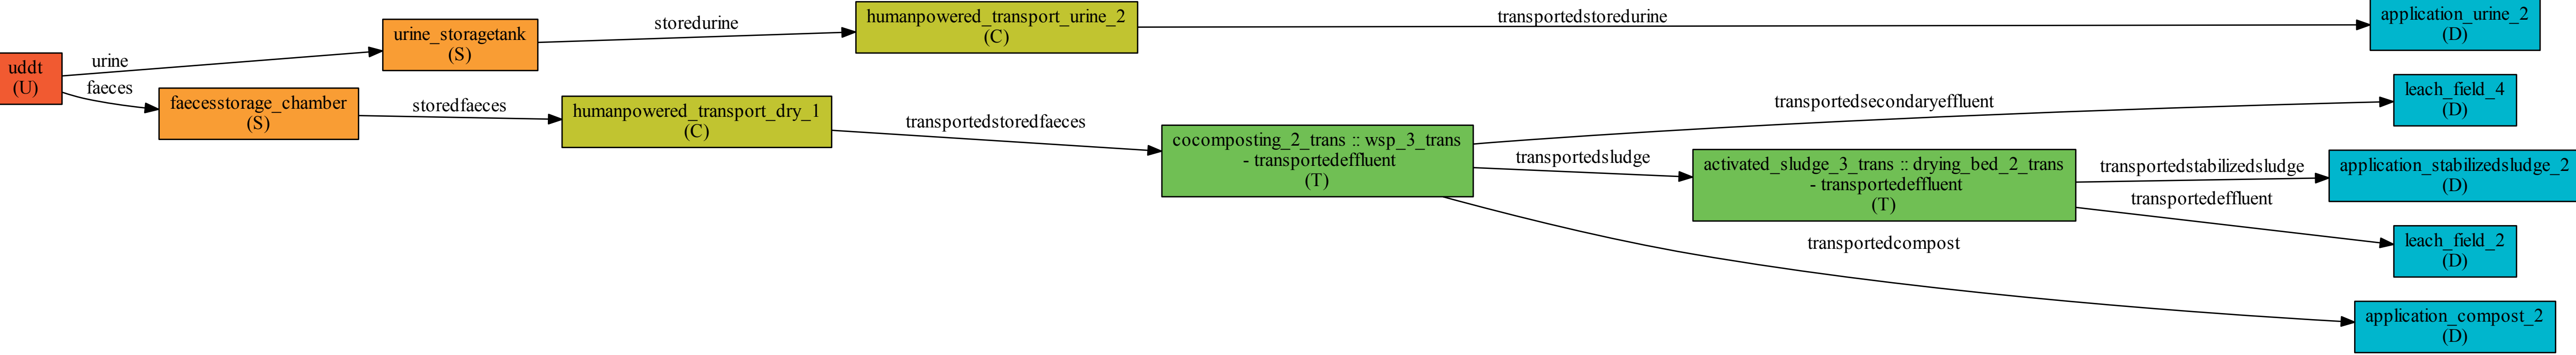 uddt
(U)
urine
faeces
urine_storagetank
(S)
faecesstorage_chamber
(S)
storedurine
storedfaeces
humanpowered_transport_urine_2
(C)
humanpowered_transport_dry_1
(C)
transportedstoredurine
transportedstoredfaeces
cocomposting_2_trans :: wsp_3_trans
- transportedeffluent
(T)
transportedsecondaryeffluent
transportedsludge
transportedcompost
activated_sludge_3_trans :: drying_bed_2_trans
- transportedeffluent
(T)
transportedstabilizedsludge
transportedeffluent
application_urine_2
(D)
leach_field_4
(D)
application_stabilizedsludge_2
(D)
leach_field_2
(D)
application_compost_2
(D)